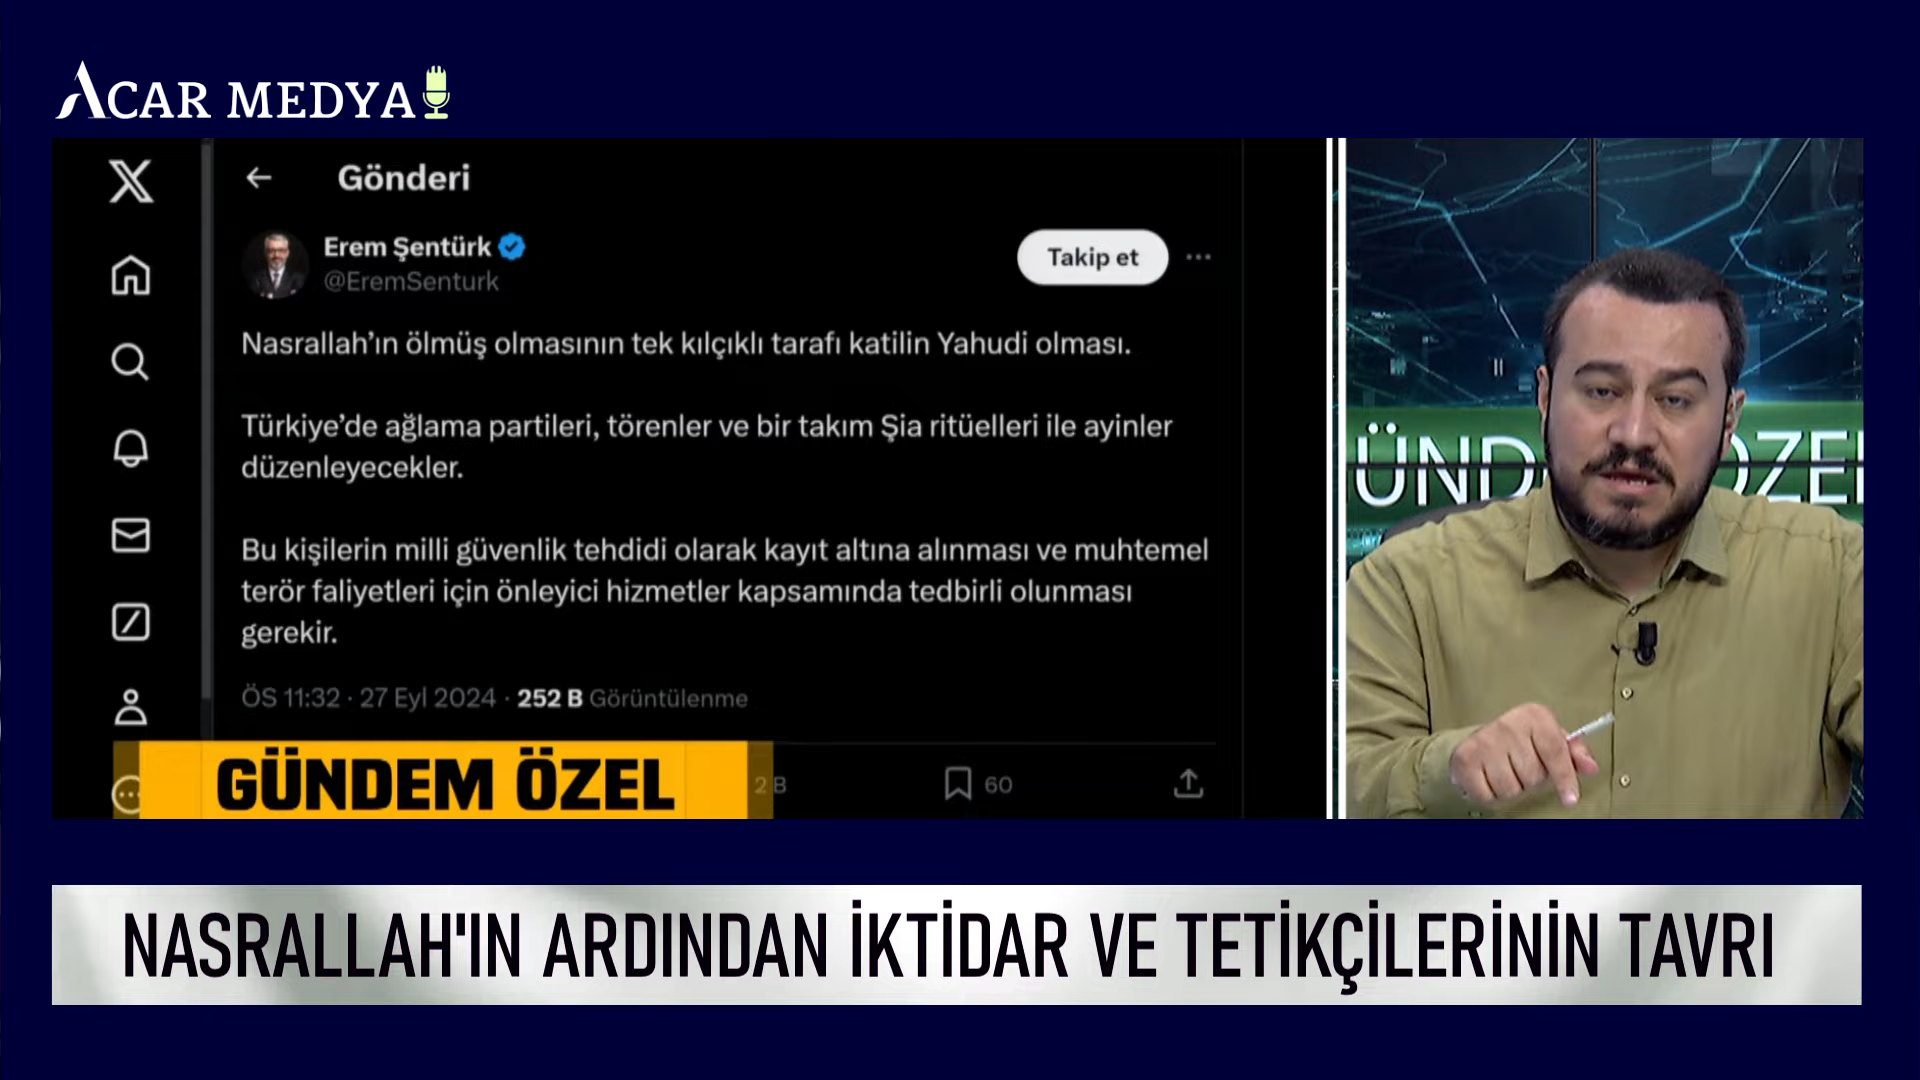 ACAR MEDYA
Gönderi
Erem Şentürk
@EremSenturk
Takip et
Nasrallah’ın ölmüş olmasının tek kılçıklı tarafı katilin Yahudi olması.
Türkiye’de ağlama partileri, törenler ve bir takım Şia ritüelleri ile ayinler
düzenleyecekler.
Bu kişilerin milli güvenlik tehdidi olarak kayıt altına alınması ve muhtemel
terör faliyetleri için önleyici hizmetler kapsamında tedbirli olunması
gerekir.
ÖS 11:32 · 27 Eyl 2024 · 252 B Görüntülenme
2 B
60
GÜNDEM ÖZEL
ÜND ÖZEL
NASRALLAH'IN ARDINDAN İKTİDAR VE TETİKÇİLERİNİN TAVRI